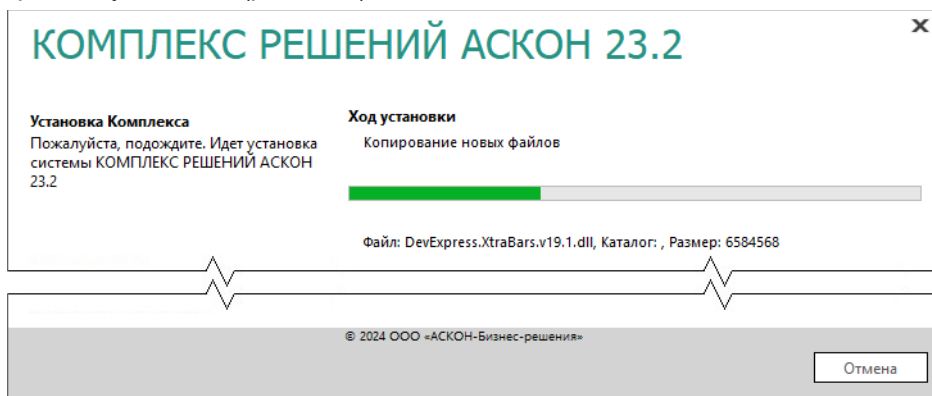 КОМПЛЕКС РЕШЕНИЙ АСКОН 23.2
Установка Комплекса
Пожалуйста, подождите. Идет установка
системы КОМПЛЕКС РЕШЕНИЙ АСКОН
23.2
Ход установки
Копирование новых файлов
Файл: DevExpress.XtraBars.v19.1.dll, Каталог: , Размер: 6584568
© 2024 ООО «АСКОН-Бизнес-решения»
Отмена